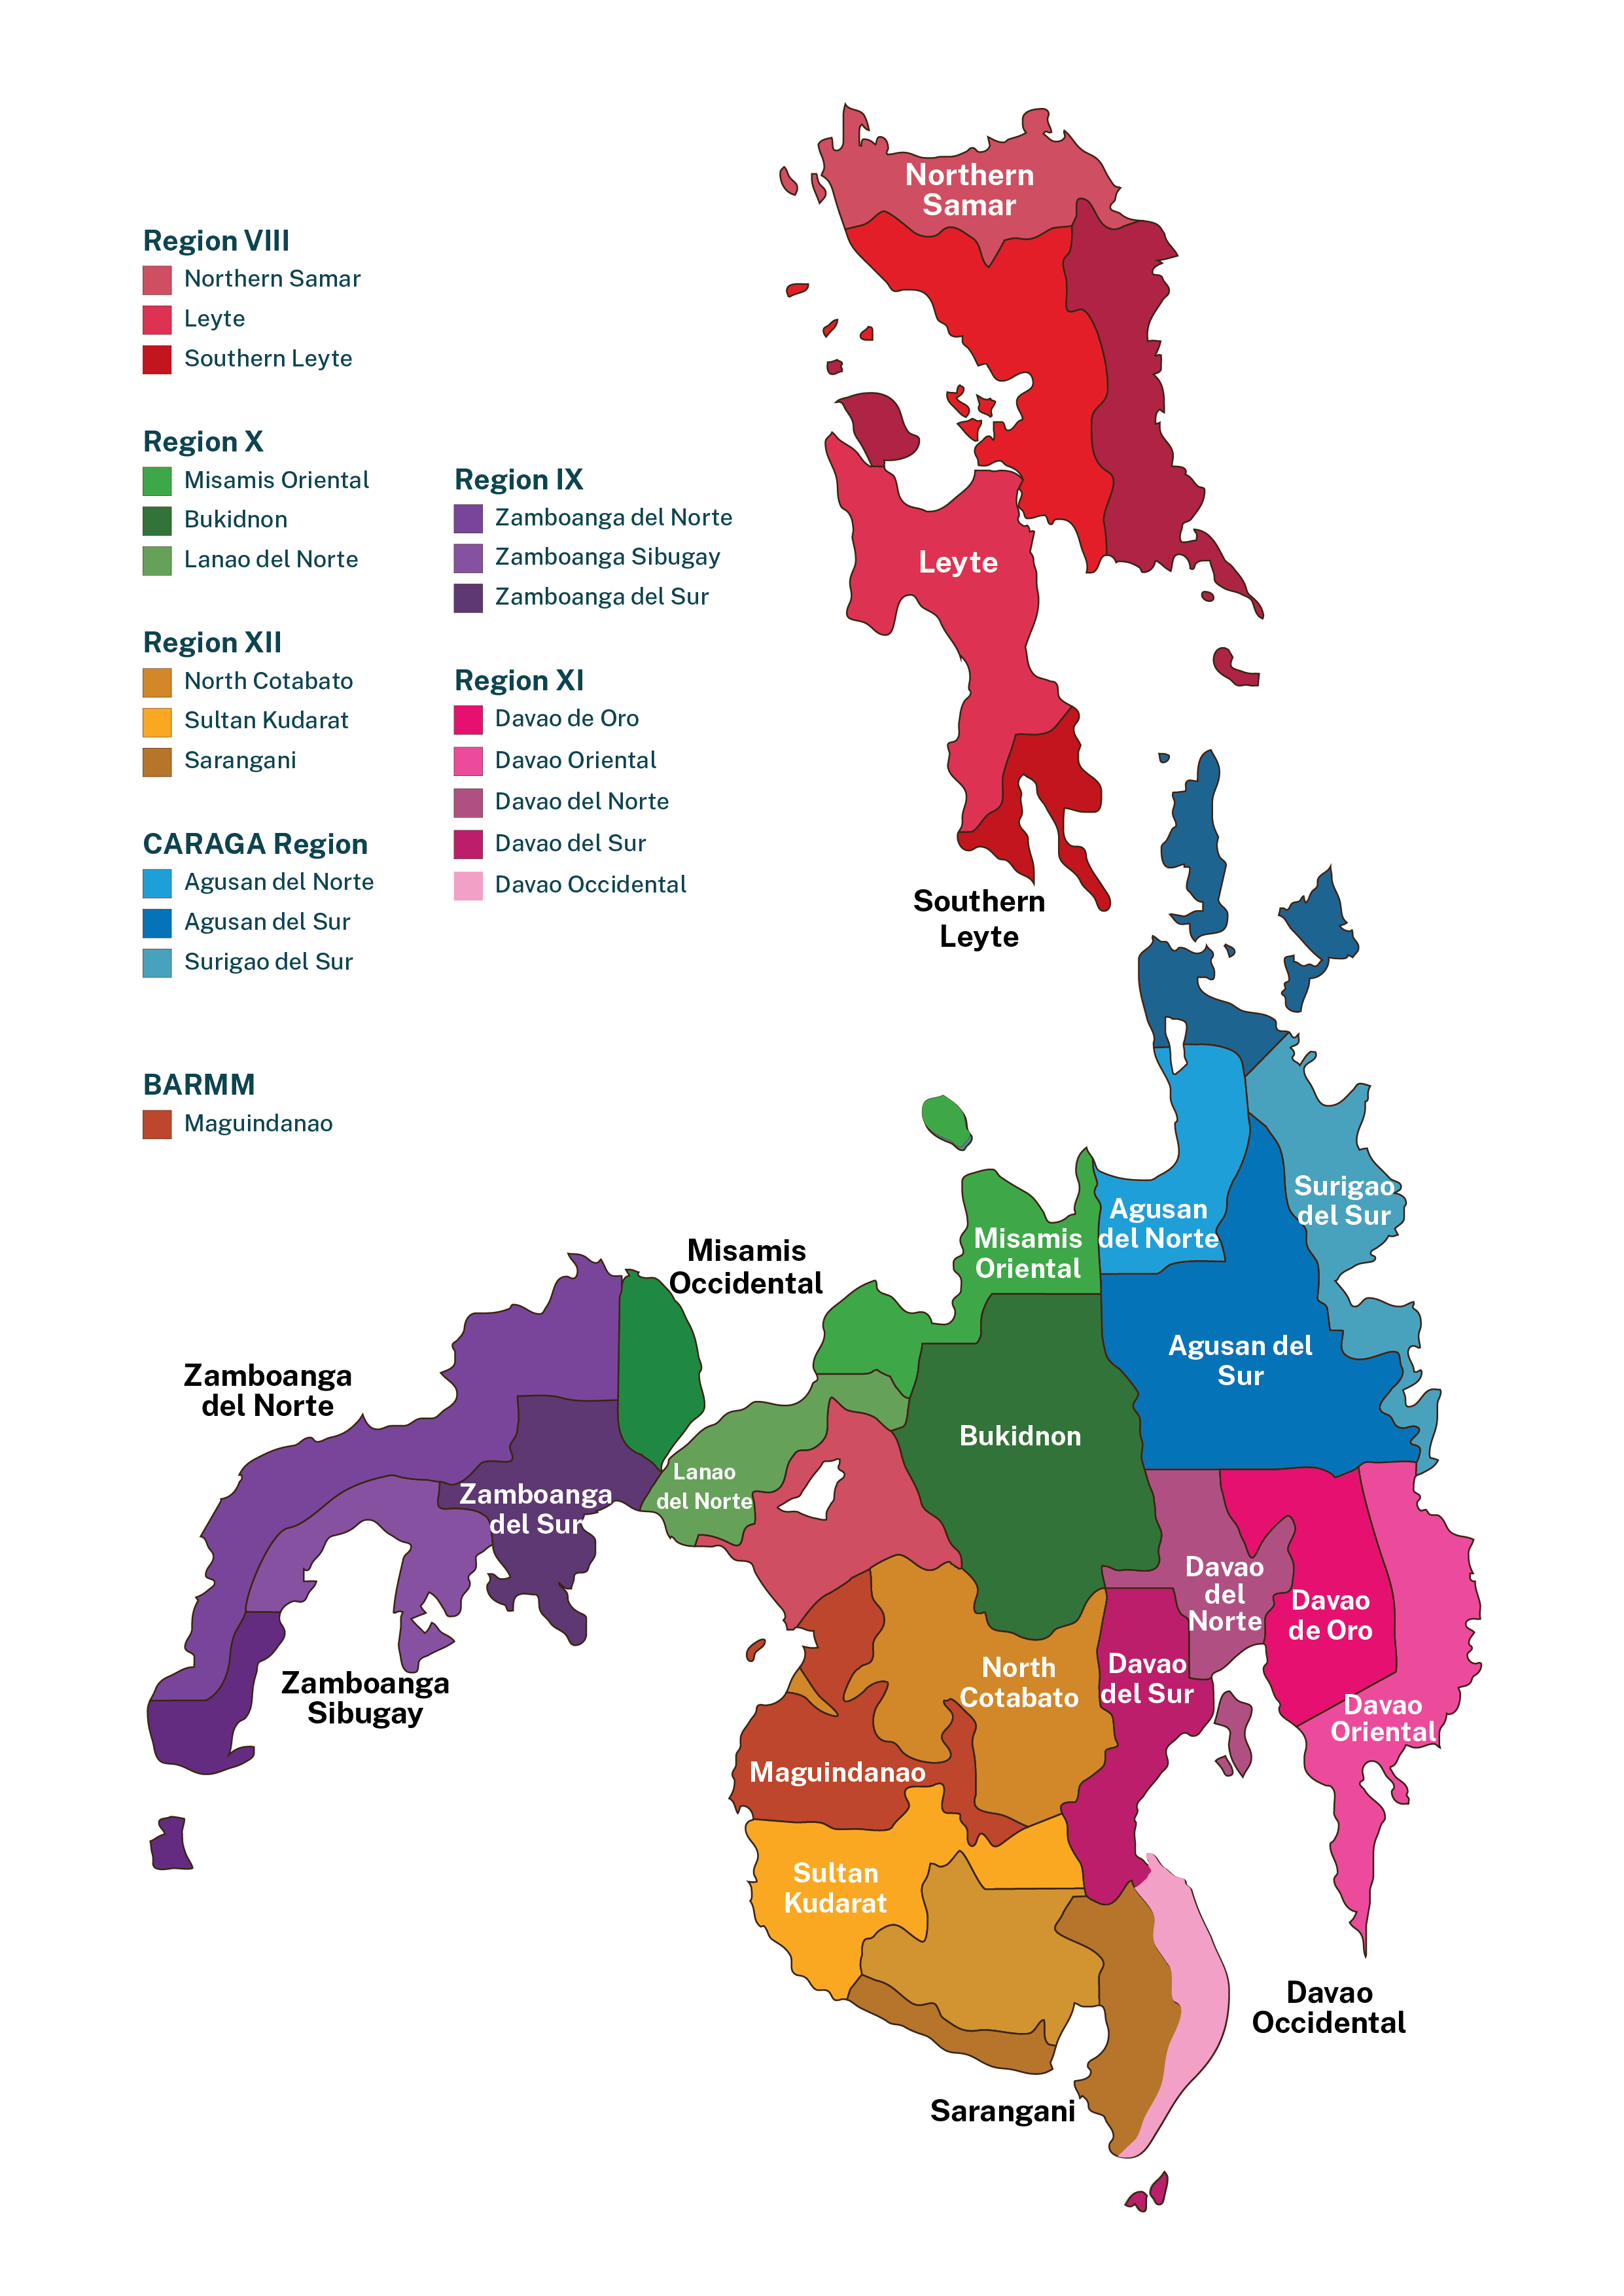 Region VIII
Northern Samar
Leyte
Southern Leyte
Region X
Misamis Oriental
Bukidnon
Lanao del Norte
Region XII
North Cotabato
Sultan Kudarat
Sarangani
CARAGA Region
Agusan del Norte
Agusan del Sur
Surigao del Sur
BARMM
Maguindanao
Region IX
Zamboanga del Norte
Zamboanga Sibugay
Zamboanga del Sur
Region XI
Davao de Oro
Davao Oriental
Davao del Norte
Davao del Sur
Davao Occidental
Northern
Samar
Leyte
Southern
Leyte
Surigao
del Sur
Agusan
del Norte
Misamis
Oriental
Misamis
Occidental
Agusan del
Sur
Zamboanga
del Norte
Bukidnon
Lanao
del Norte
Zamboanga
del Sur
Davao
del
Norte
Davao
de Oro
Zamboanga
Sibugay
North
Cotabato
Davao
del Sur
Davao
Oriental
Maguindanao
Sultan
Kudarat
Davao
Occidental
Sarangani